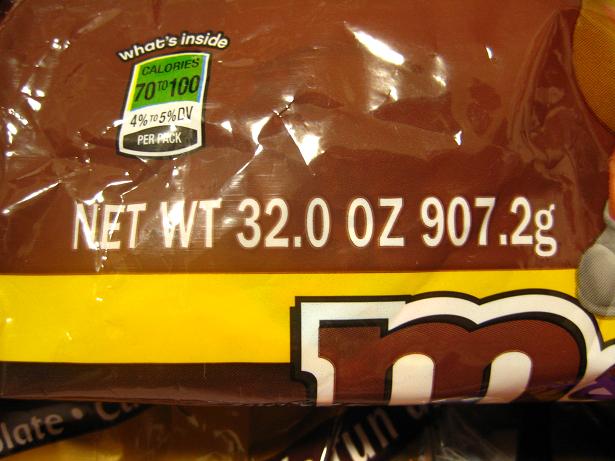 what's inside
CALORIES
70 TO 100
4% TO 5% DV
PER PACK
NET WT 32.0 OZ 907.2g
m